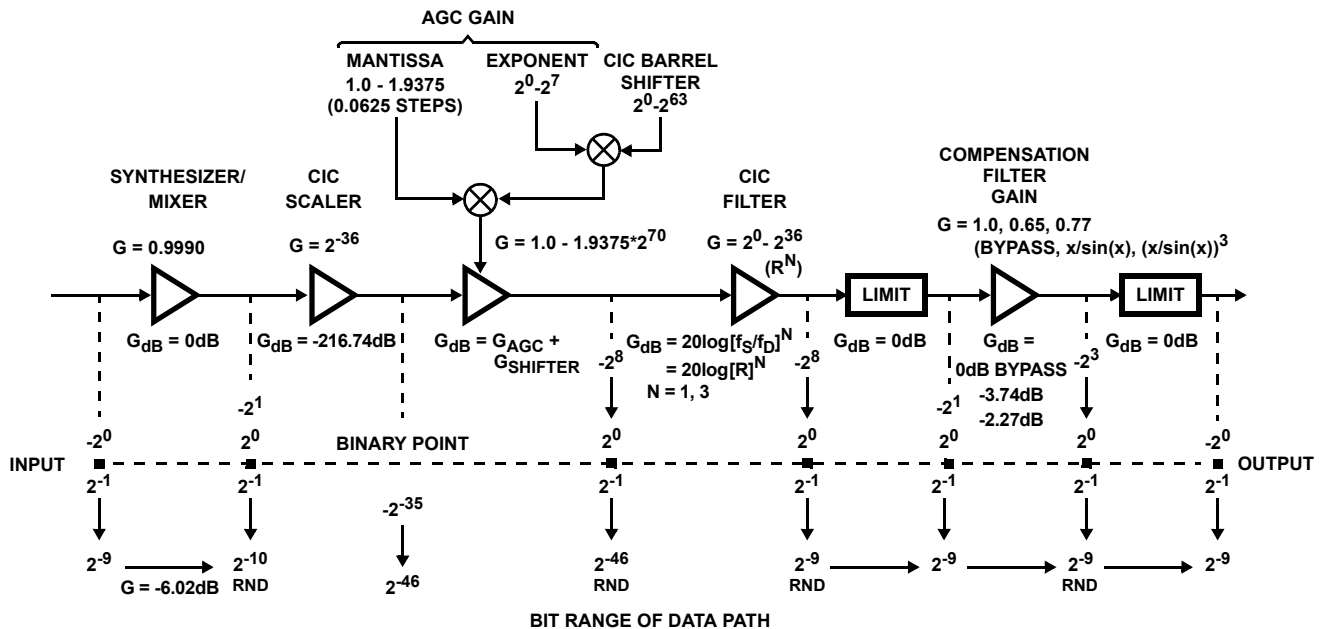 AGC GAIN
MANTISSA
1.0 - 1.9375
(0.0625 STEPS)
EXPONENT
2^0-2^7
CIC BARREL
SHIFTER
2^0-2^63
SYNTHESIZER/
MIXER
G = 0.9990
G_dB = 0dB
CIC
SCALER
G = 2^-36
G_dB = -216.74dB
G = 1.0 - 1.9375*2^70
G_dB = G_AGC +
G_SHIFTER
CIC
FILTER
G = 2^0 - 2^36
(R^N)
G_dB = 20log[f_S/f_D]^N
= 20log[R]^N
N = 1, 3
LIMIT
G_dB = 0dB
COMPENSATION
FILTER
GAIN
G = 1.0, 0.65, 0.77
(BYPASS, x/sin(x), (x/sin(x))^3
G_dB =
0dB BYPASS
-3.74dB
-2.27dB
LIMIT
G_dB = 0dB
-2^1
-2^8
-2^8
-2^1
-2^3
INPUT
-2^0
2^0
BINARY POINT
2^0
2^0
2^0
2^0
-2^0
OUTPUT
2^-1
2^-1
2^-1
2^-1
2^-1
2^-1
2^-1
-2^-35
2^-9
G = -6.02dB
2^-10
RND
2^-46
2^-46
RND
2^-9
RND
2^-9
2^-9
RND
2^-9
BIT RANGE OF DATA PATH